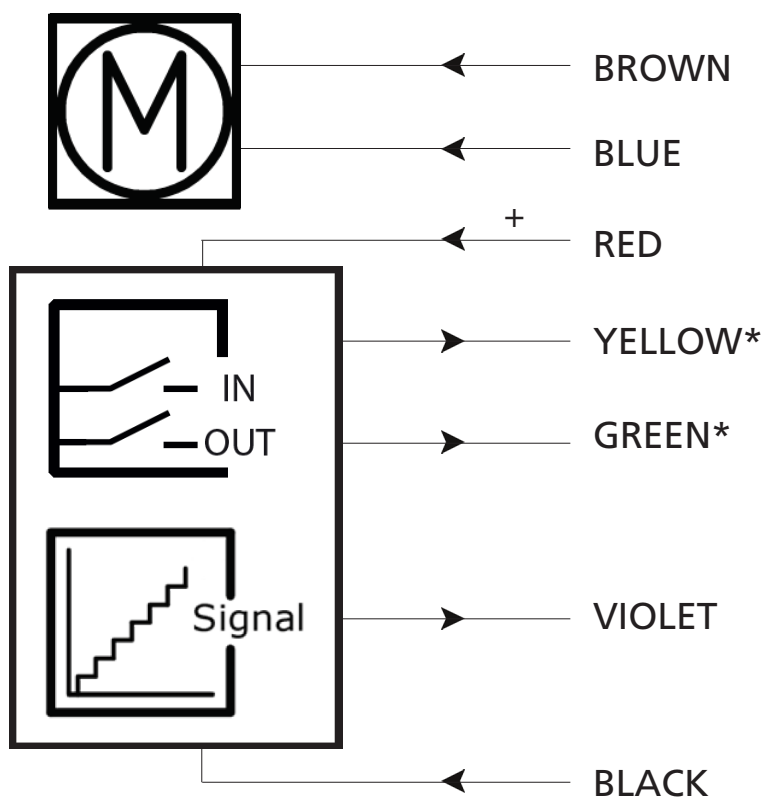 M
BROWN
BLUE
+
RED
YELLOW*
IN
GREEN*
OUT
Signal
VIOLET
BLACK